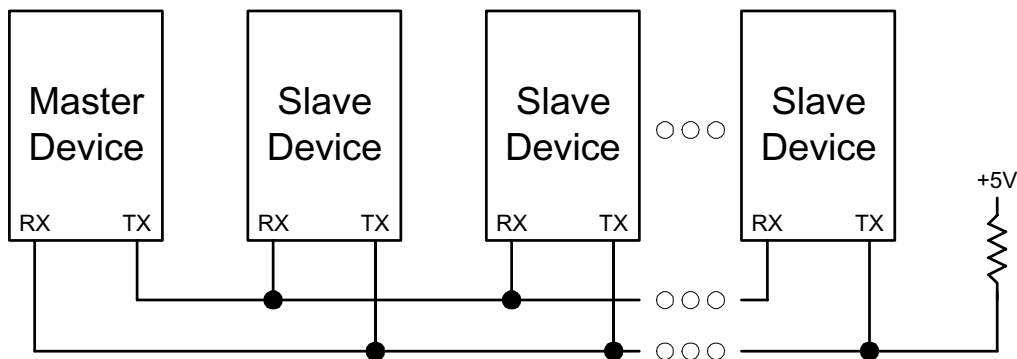 Master
Device
Slave
Device
Slave
Device
Slave
Device
+5V
RX TX RX TX RX TX RX TX